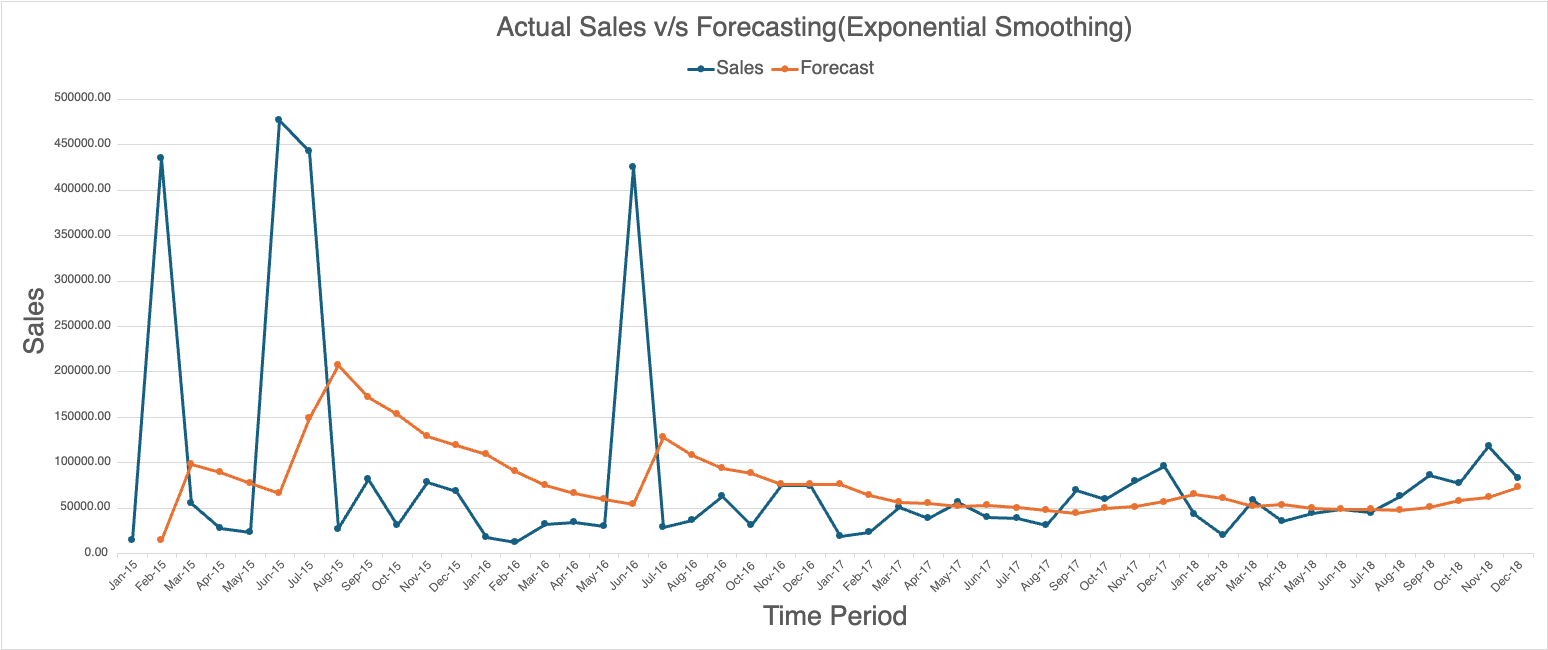 Actual Sales v/s Forecasting(Exponential Smoothing)
Sales Forecast
500000.00
450000.00
400000.00
350000.00
300000.00
250000.00
200000.00
150000.00
100000.00
50000.00
0.00
Sales
Jan-15 Feb-15 Mar-15 Apr-15 May-15 Jun-15 Jul-15 Aug-15 Sep-15 Oct-15 Nov-15 Dec-15 Jan-16 Feb-16 Mar-16 Apr-16 May-16 Jun-16 Jul-16 Aug-16 Sep-16 Oct-16 Nov-16 Dec-16 Jan-17 Feb-17 Mar-17 Apr-17 May-17 Jun-17 Jul-17 Aug-17 Sep-17 Oct-17 Nov-17 Dec-17 Jan-18 Feb-18 Mar-18 Apr-18 May-18 Jun-18 Jul-18 Aug-18 Sep-18 Oct-18 Nov-18 Dec-18
Time Period